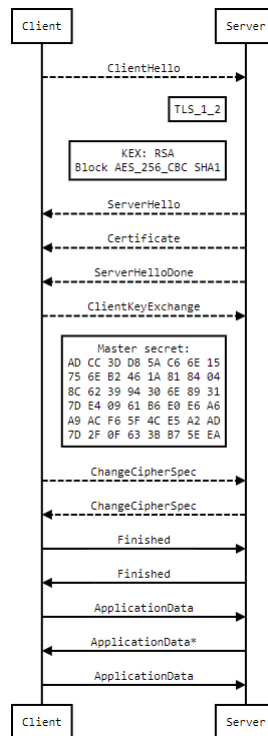 Client Server
ClientHello
TLS_1_2
KEX: RSA
Block AES_256_CBC SHA1
ServerHello
Certificate
ServerHelloDone
ClientKeyExchange
Master secret:
AD CC 3D D8 5A C6 6E 15
75 6E B2 46 1A 81 84 04
8C 62 39 94 30 6E 89 31
7D E4 09 61 B6 E0 E6 A6
A9 AC F6 5F 4C E5 A2 AD
7D 2F 0F 63 3B B7 5E EA
ChangeCipherSpec
ChangeCipherSpec
Finished
Finished
ApplicationData
ApplicationData*
ApplicationData
Client Server